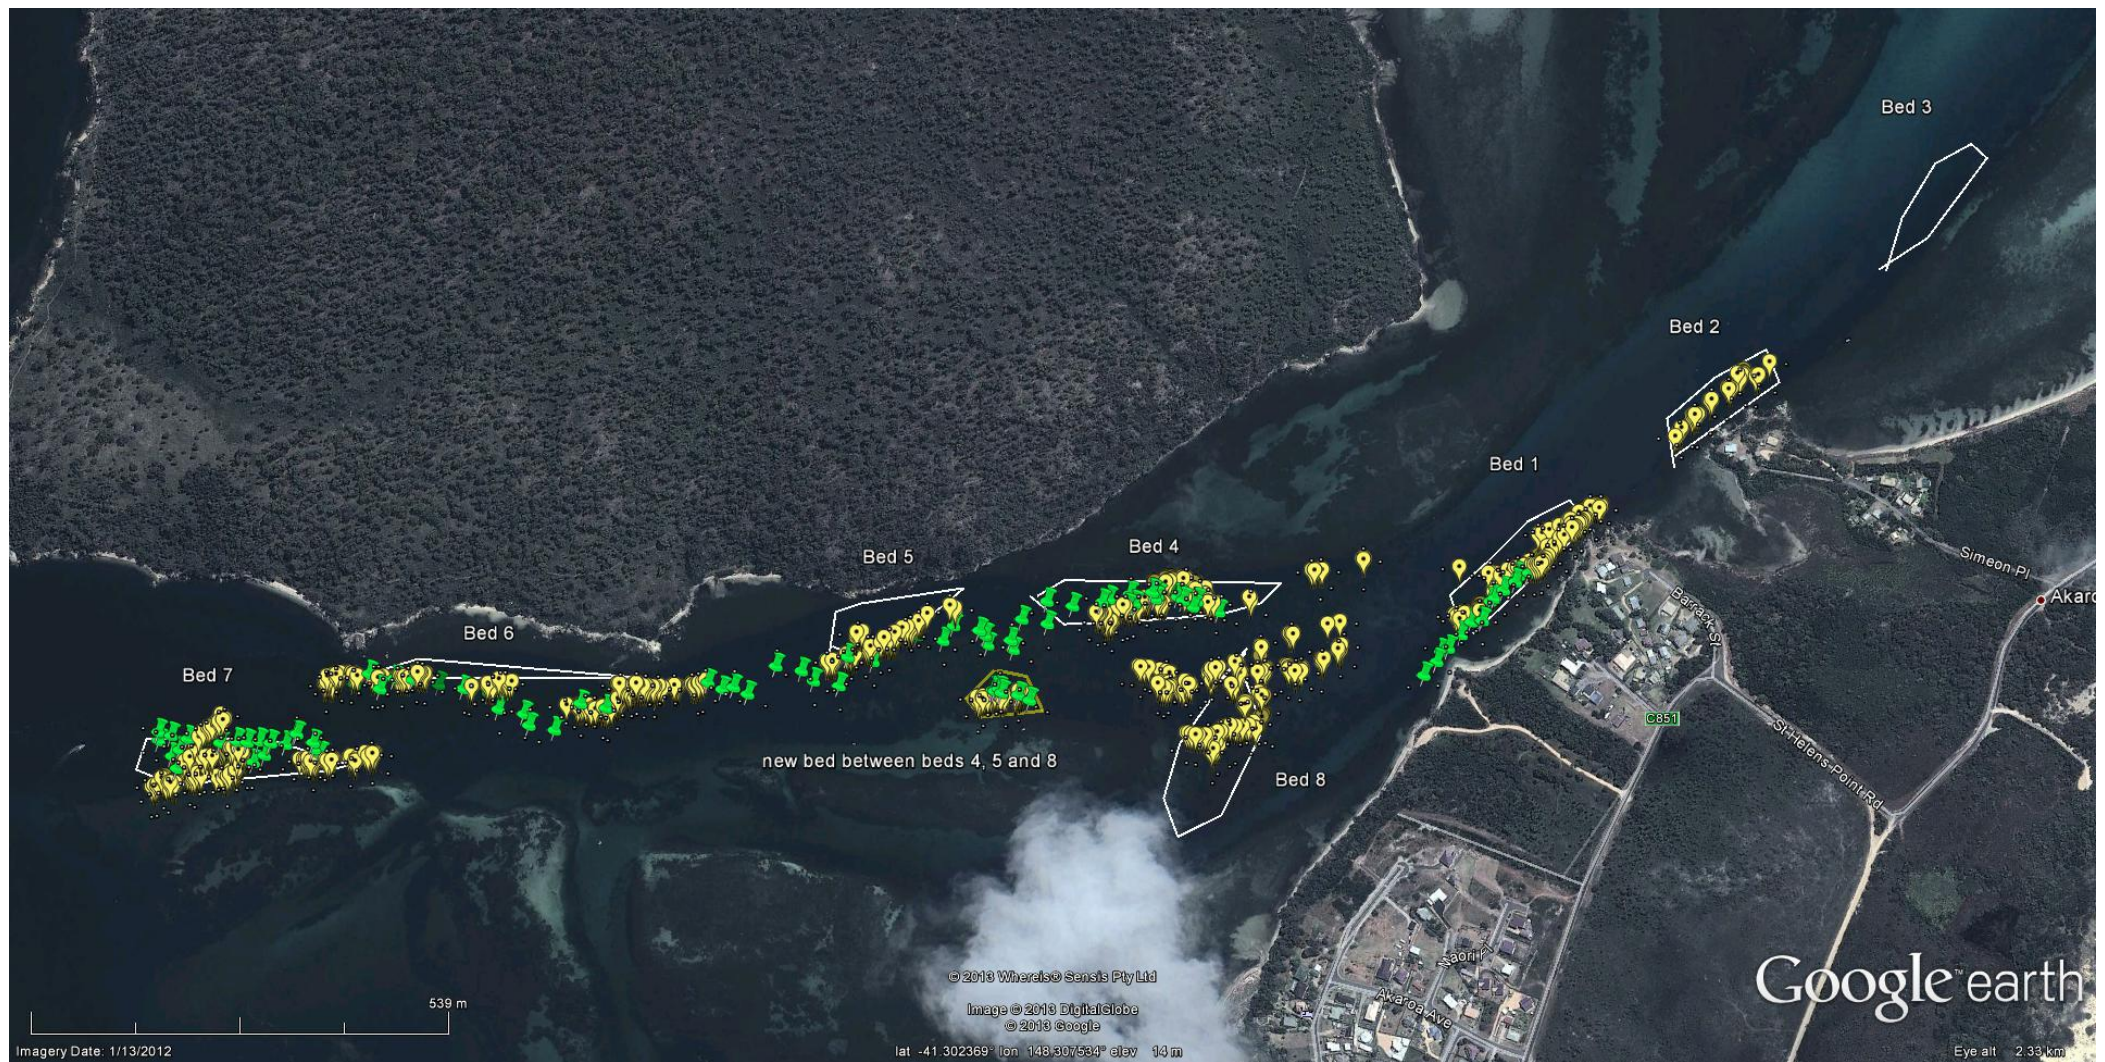 Bed 3
Bed 2
Bed 1
Simeon Pl
Bed 4
Bed 5
Barrack St
Bed 6
Bed 7
C851
St Helens Point Rd
new bed between beds 4, 5 and 8
Bed 8
© 2013 Whereis® Sensis Pty Ltd
Google earth
539 m
Image © 2013 DigitalGlobe
Akaroa Ave
© 2013 Google
Imagery Date: 1/13/2012
lat -41.302369° lon 148.307534° elev 14 m
Eye alt 2.33 km